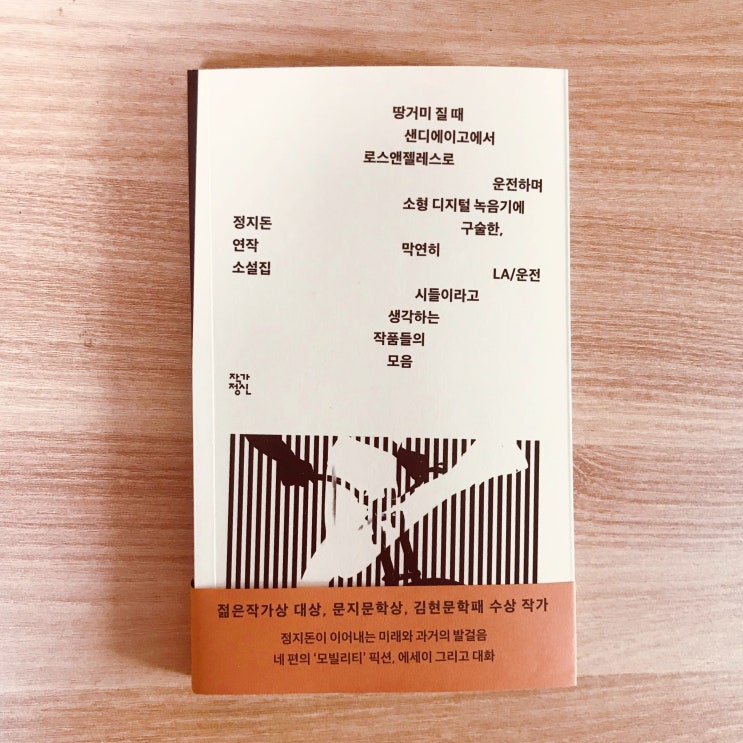 땅거미 질 때
샌디에이고에서
로스앤젤레스로
운전하며
소형 디지털 녹음기에
구술한,
막연히
LA/운전
시들이라고
생각하는
작품들의
모음
정지돈
연작
소설집
작가
정신
젊은작가상 대상, 문지문학상, 김현문학패 수상 작가
정지돈이 이어내는 미래와 과거의 발걸음
네 편의 '모빌리티' 픽션, 에세이 그리고 대화